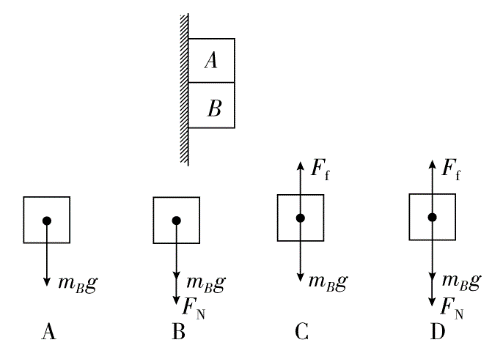 A
B
F_f F_f
m_Bg m_Bg m_Bg m_Bg
F_N F_N
A B C D